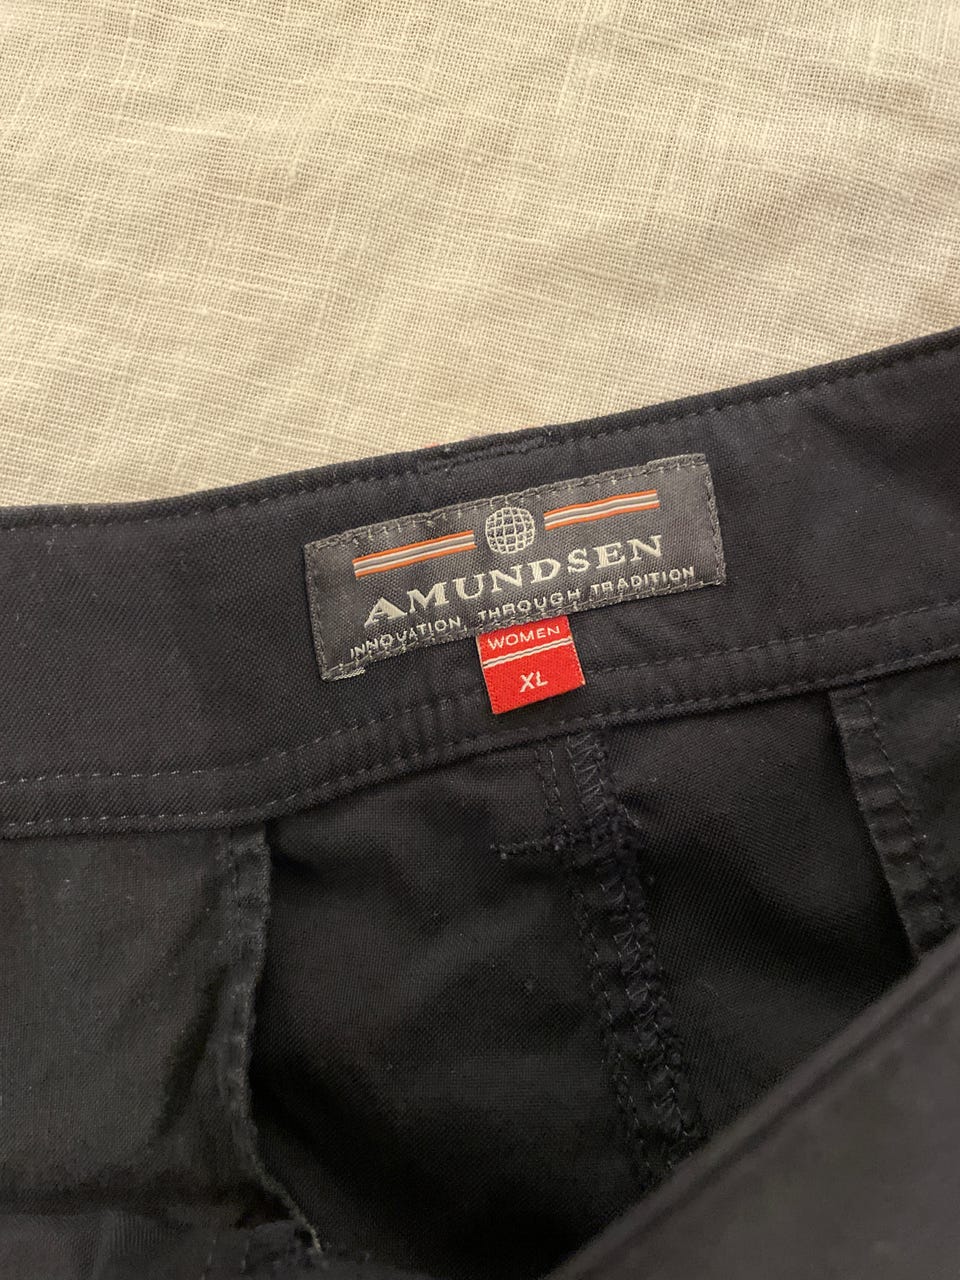 AMUNDSEN
INNOVATION THROUGH TRADITION
WOMEN
XL